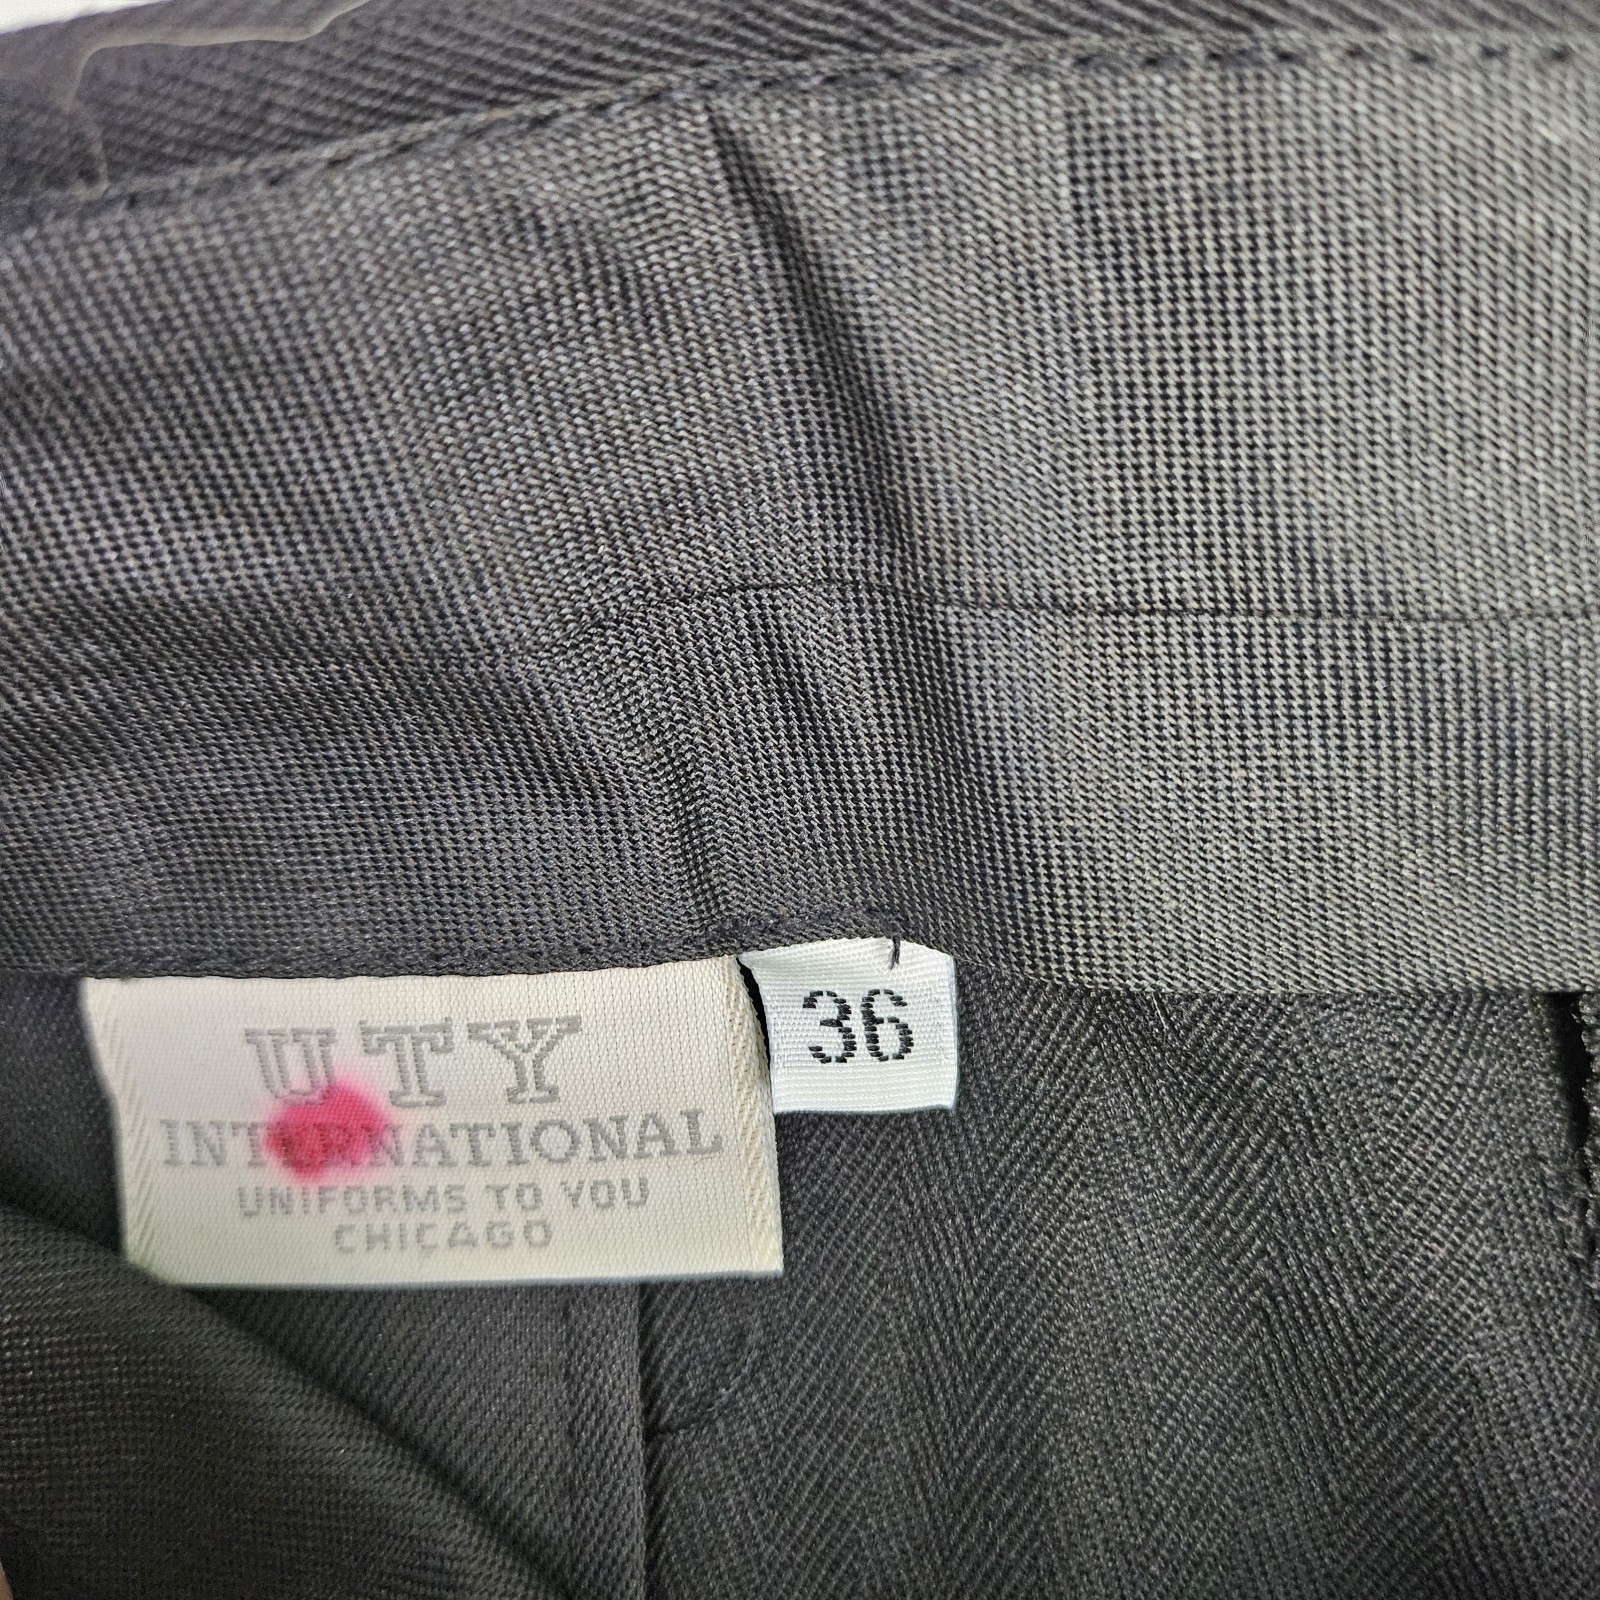 UTY
INTERNATIONAL
UNIFORMS TO YOU
CHICAGO
36